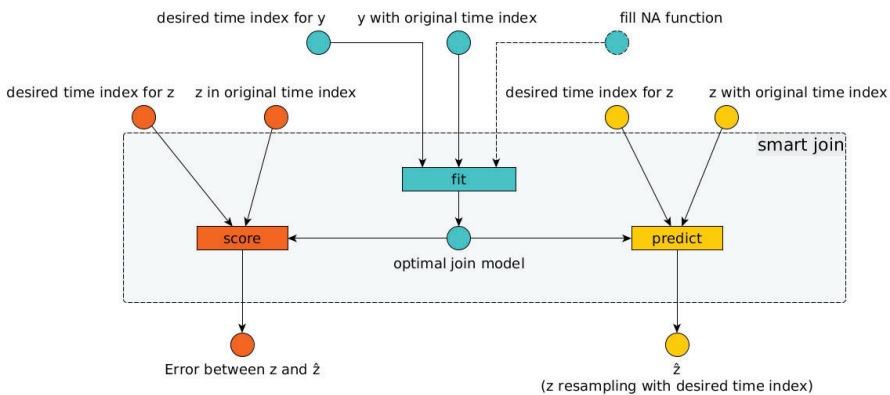 desired time index for y
y with original time index
fill NA function
desired time index for z
z in original time index
desired time index for z
z with original time index
smart join
fit
score
predict
optimal join model
Error between z and ẑ
ẑ
(z resampling with desired time index)